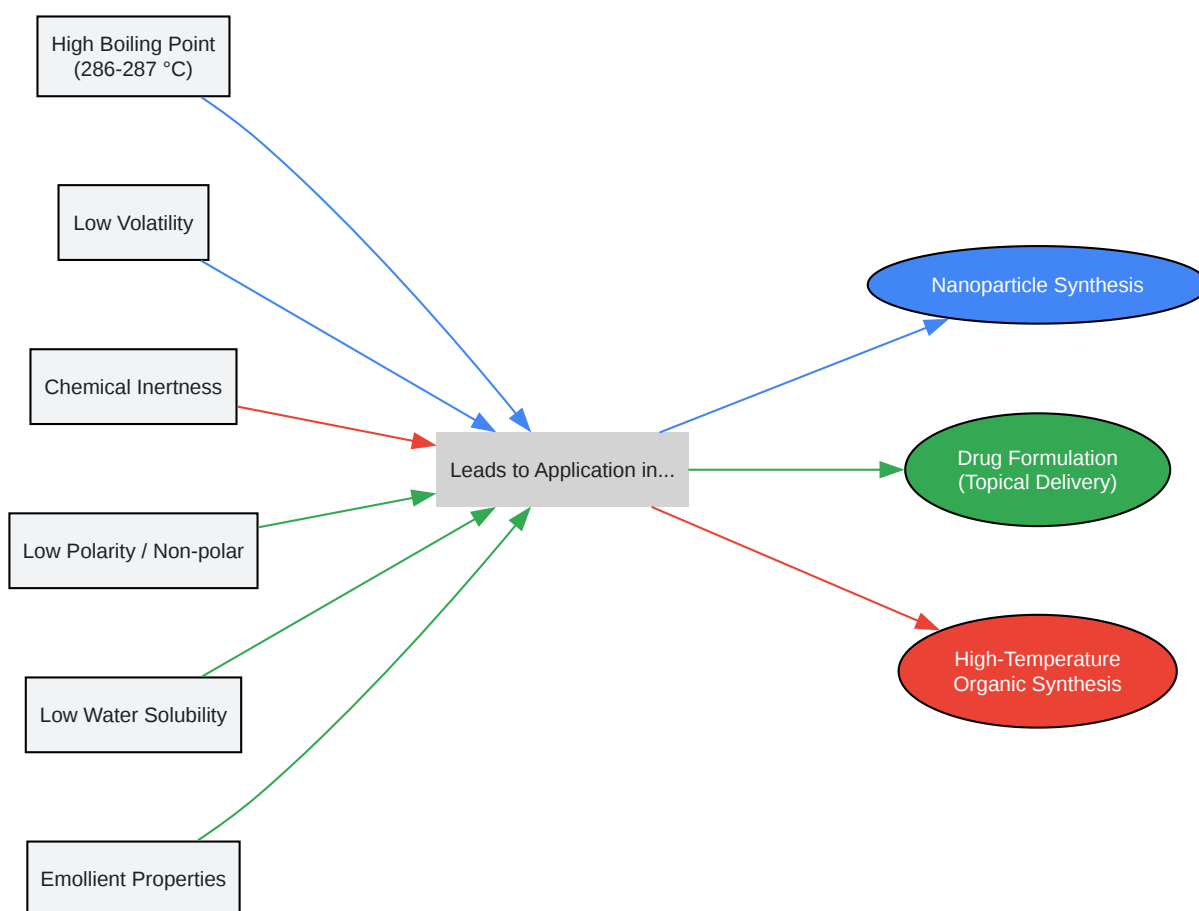 High Boiling Point
(286-287 °C)
Low Volatility
Chemical Inertness
Low Polarity / Non-polar
Low Water Solubility
Emollient Properties
Leads to Application in...
Nanoparticle Synthesis
Drug Formulation
(Topical Delivery)
High-Temperature
Organic Synthesis